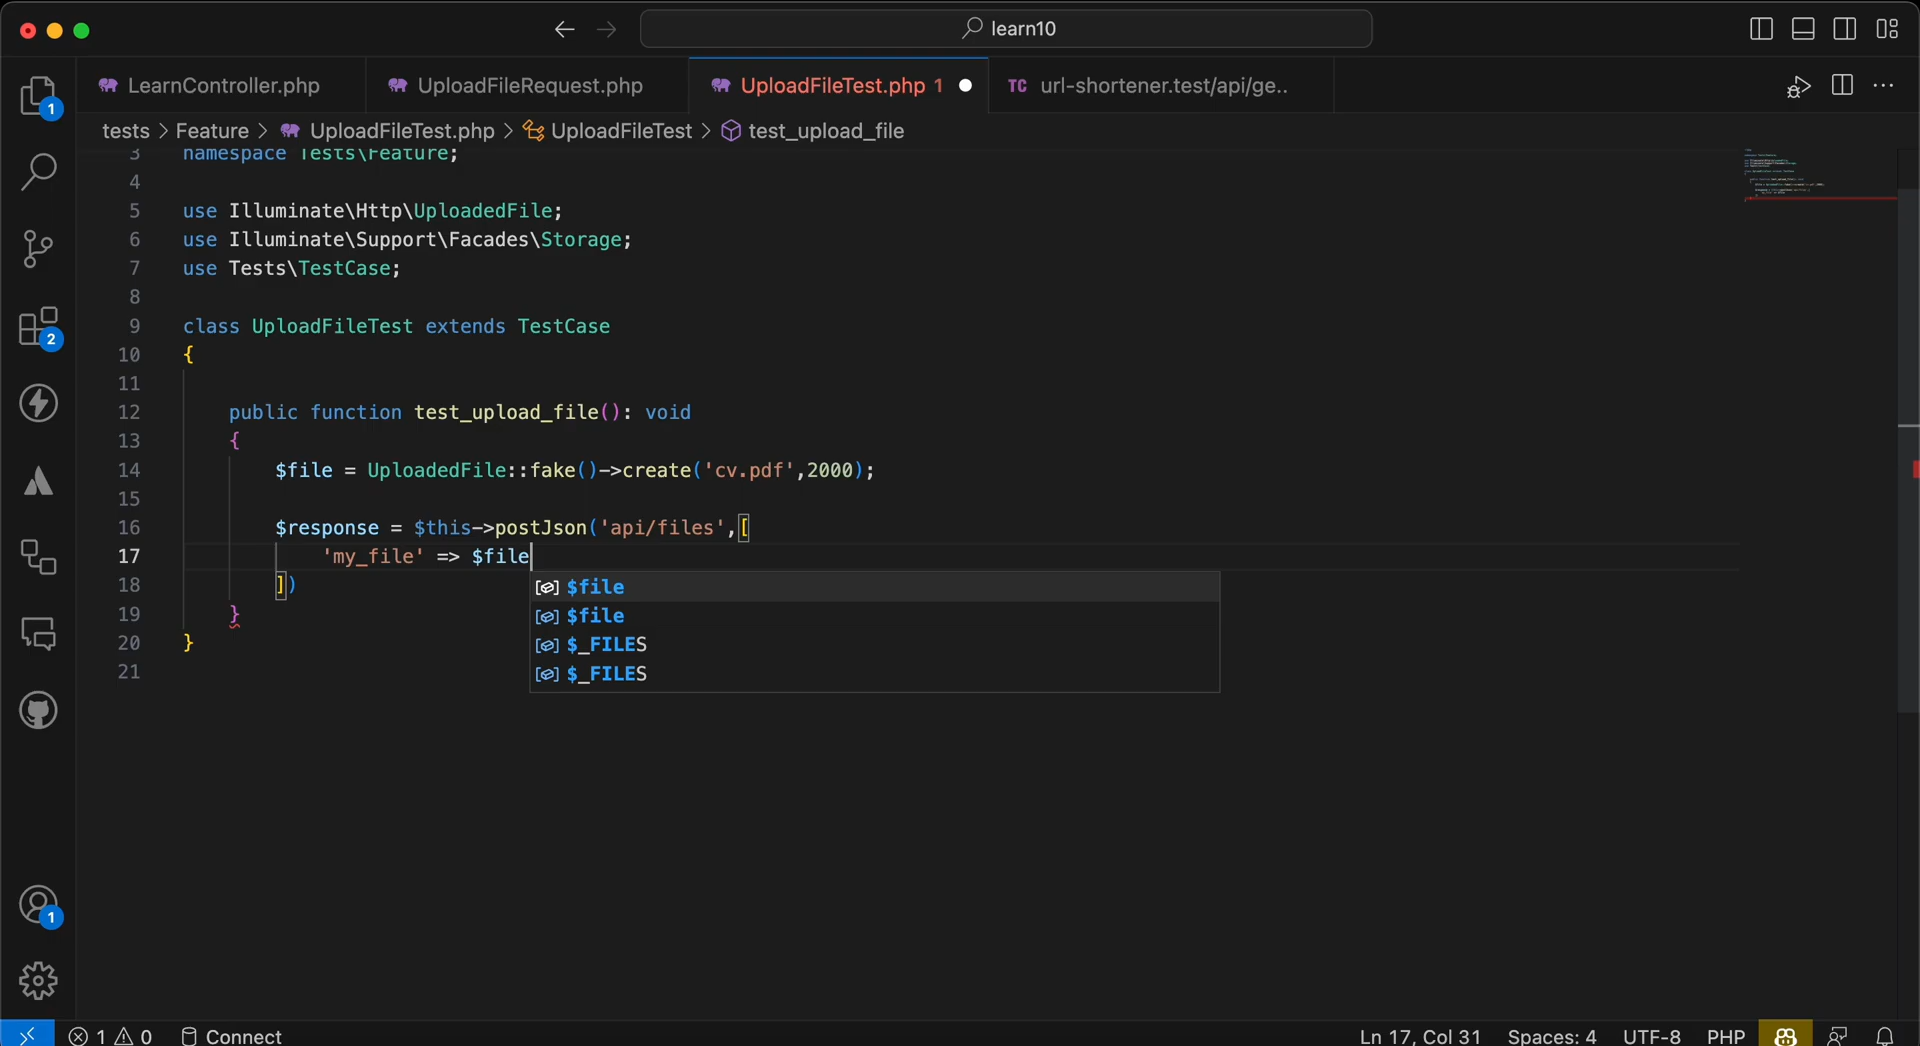 learn10
LearnController.php
UploadFileRequest.php
UploadFileTest.php 1
TC url-shortener.test/api/ge..
tests > Feature > UploadFileTest.php > UploadFileTest > test_upload_file
3 namespace Tests\Feature;
4
5 use Illuminate\Http\UploadedFile;
6 use Illuminate\Support\Facades\Storage;
7 use Tests\TestCase;
8
9 class UploadFileTest extends TestCase
10 {
11
12 public function test_upload_file(): void
13 {
14 $file = UploadedFile::fake()->create('cv.pdf',2000);
15
16 $response = $this->postJson('api/files',[
17 'my_file' => $file
18 ])
19 }
20 }
21
$file
$file
$_FILES
$_FILES
1
2
1
1 0 Connect
Ln 17, Col 31 Spaces: 4 UTF-8 PHP